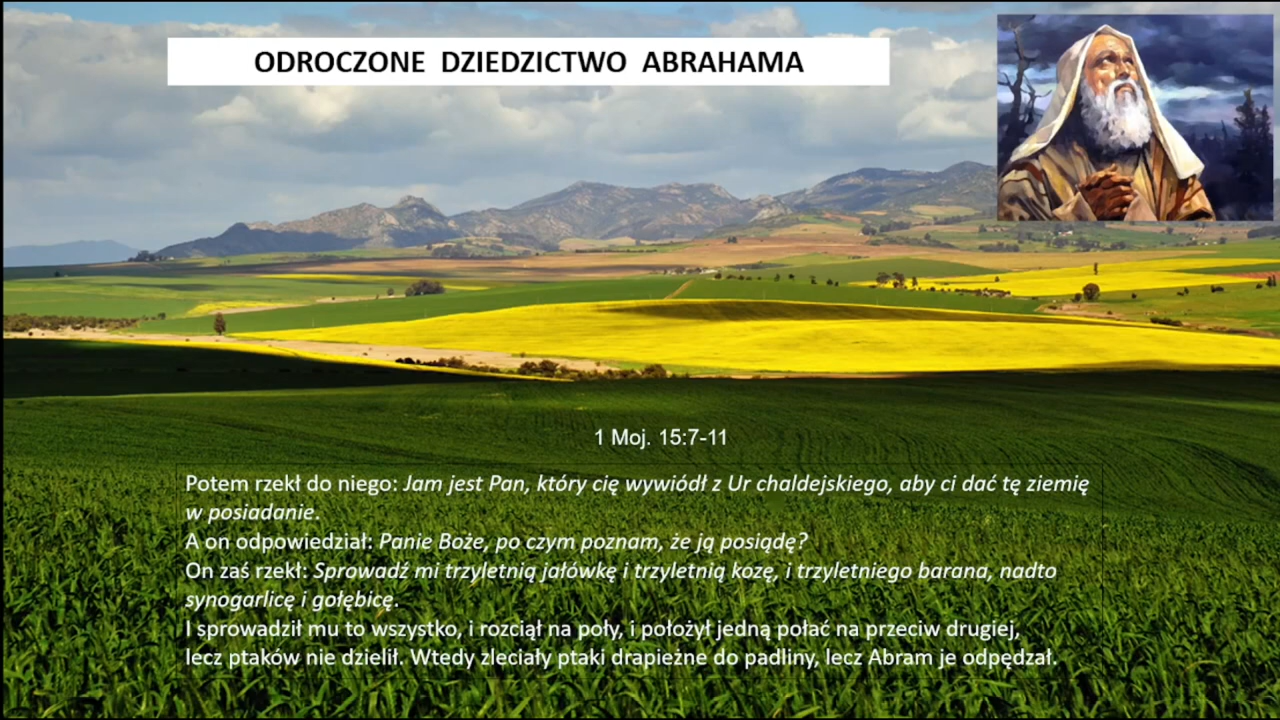 ODROCZONE DZIEDZICTWO ABRAHAMA
1 Moj. 15:7-11
Potem rzekł do niego: Jam jest Pan, który cię wywiódł z Ur chaldejskiego, aby ci dać tę ziemię
w posiadanie.
A on odpowiedział: Panie Boże, po czym poznam, że ją posiądę?
On zaś rzekł: Sprowadź mi trzyletnią jałówkę i trzyletnią kozę, i trzyletniego barana, nadto
synogarlicę i gołębicę.
I sprowadził mu to wszystko, i rozciął na poły, i położył jedną połać na przeciw drugiej,
lecz ptaków nie dzielił. Wtedy zleciały ptaki drapieżne do padliny, lecz Abram je odpędzał.